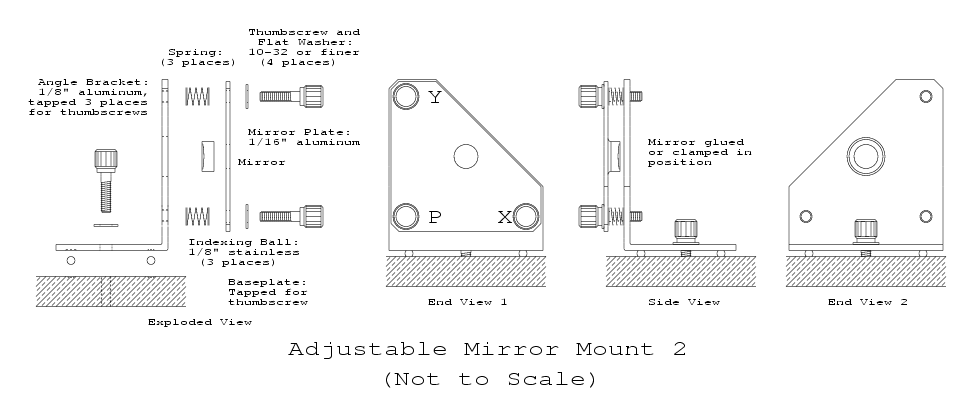 Thumbscrew and
Flat Washer:
10-32 or finer
(4 places)
Spring:
(3 places)
Angle Bracket:
1/8" aluminum,
tapped 3 places
for thumbscrews
Mirror Plate:
1/16" aluminum
Mirror
Indexing Ball:
1/8" stainless
(3 places)
Baseplate:
Tapped for
thumbscrew
Exploded View
Y
P
X
End View 1
Mirror glued
or clamped in
position
Side View
End View 2
Adjustable Mirror Mount 2
(Not to Scale)